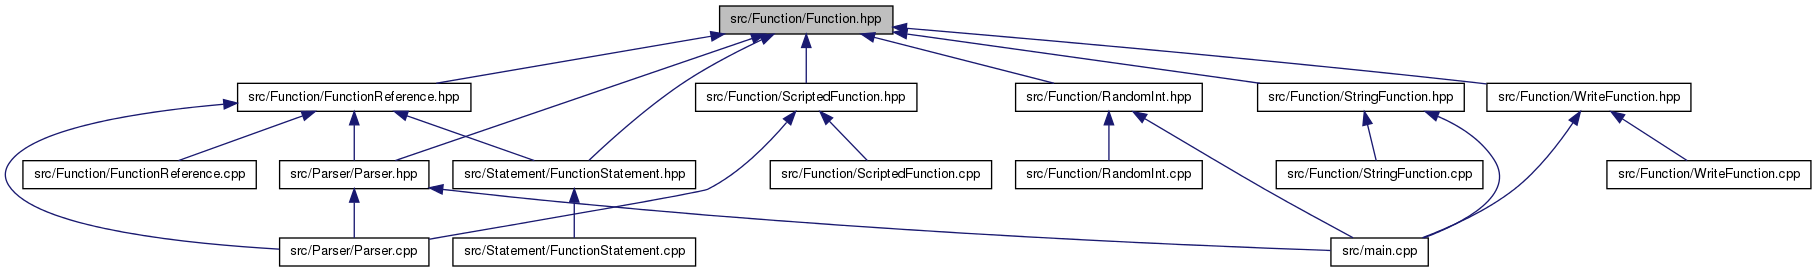 src/Function/Function.hpp
src/Function/FunctionReference.hpp
src/Function/ScriptedFunction.hpp
src/Function/RandomInt.hpp
src/Function/StringFunction.hpp
src/Function/WriteFunction.hpp
src/Function/FunctionReference.cpp
src/Parser/Parser.hpp
src/Statement/FunctionStatement.hpp
src/Function/ScriptedFunction.cpp
src/Function/RandomInt.cpp
src/Function/StringFunction.cpp
src/Function/WriteFunction.cpp
src/Parser/Parser.cpp
src/Statement/FunctionStatement.cpp
src/main.cpp